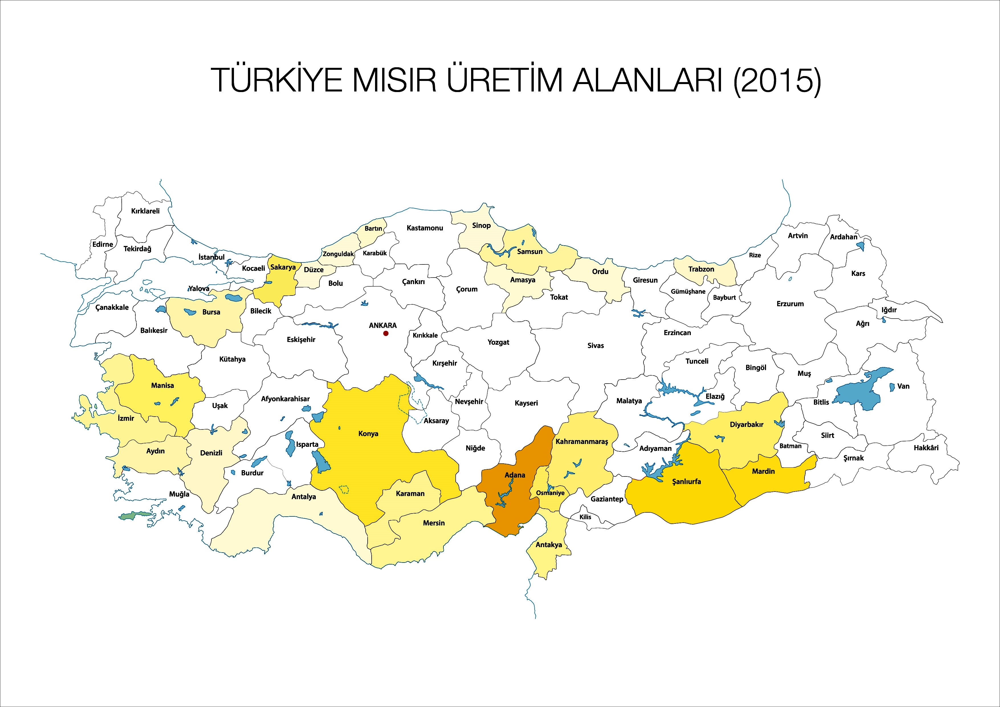 TÜRKİYE MISIR ÜRETİM ALANLARI (2015)
Kırklareli
Edirne
Tekirdağ
İstanbul
Kocaeli
Sakarya
Düzce
Zonguldak
Bartın
Karabük
Kastamonu
Sinop
Samsun
Ordu
Giresun
Trabzon
Rize
Artvin
Ardahan
Kars
Yalova
Bolu
Çankırı
Çorum
Amasya
Tokat
Gümüşhane
Bayburt
Erzurum
Iğdır
Ağrı
Çanakkale
Balıkesir
Bursa
Bilecik
Eskişehir
ANKARA
Kırıkkale
Yozgat
Sivas
Erzincan
Kütahya
Kırşehir
Tunceli
Bingöl
Muş
Van
Bitlis
Manisa
Uşak
Afyonkarahisar
Nevşehir
Kayseri
Malatya
Elazığ
İzmir
Aksaray
Konya
Diyarbakır
Siirt
Batman
Hakkâri
Şırnak
Aydın
Denizli
Isparta
Niğde
Kahramanmaraş
Adıyaman
Burdur
Adana
Şanlıurfa
Mardin
Muğla
Antalya
Karaman
Osmaniye
Gaziantep
Kilis
Mersin
Antakya